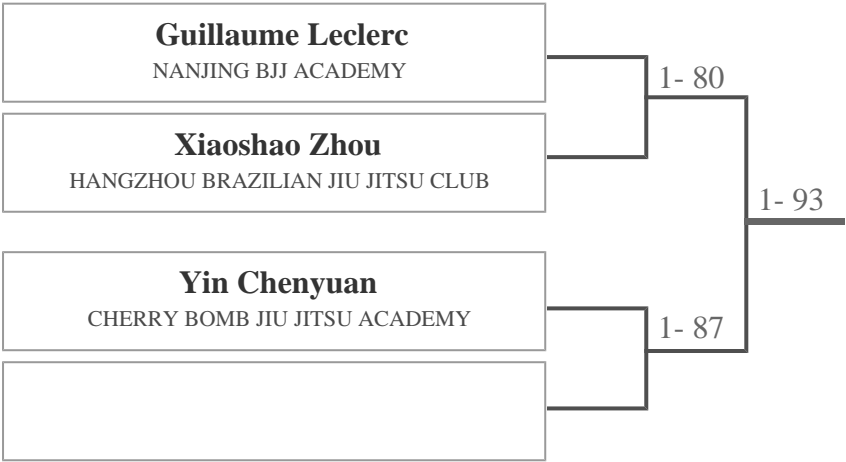 Guillaume Leclerc
NANJING BJJ ACADEMY
1- 80
Xiaoshao Zhou
HANGZHOU BRAZILIAN JIU JITSU CLUB
1- 93
Yin Chenyuan
CHERRY BOMB JIU JITSU ACADEMY
1- 87